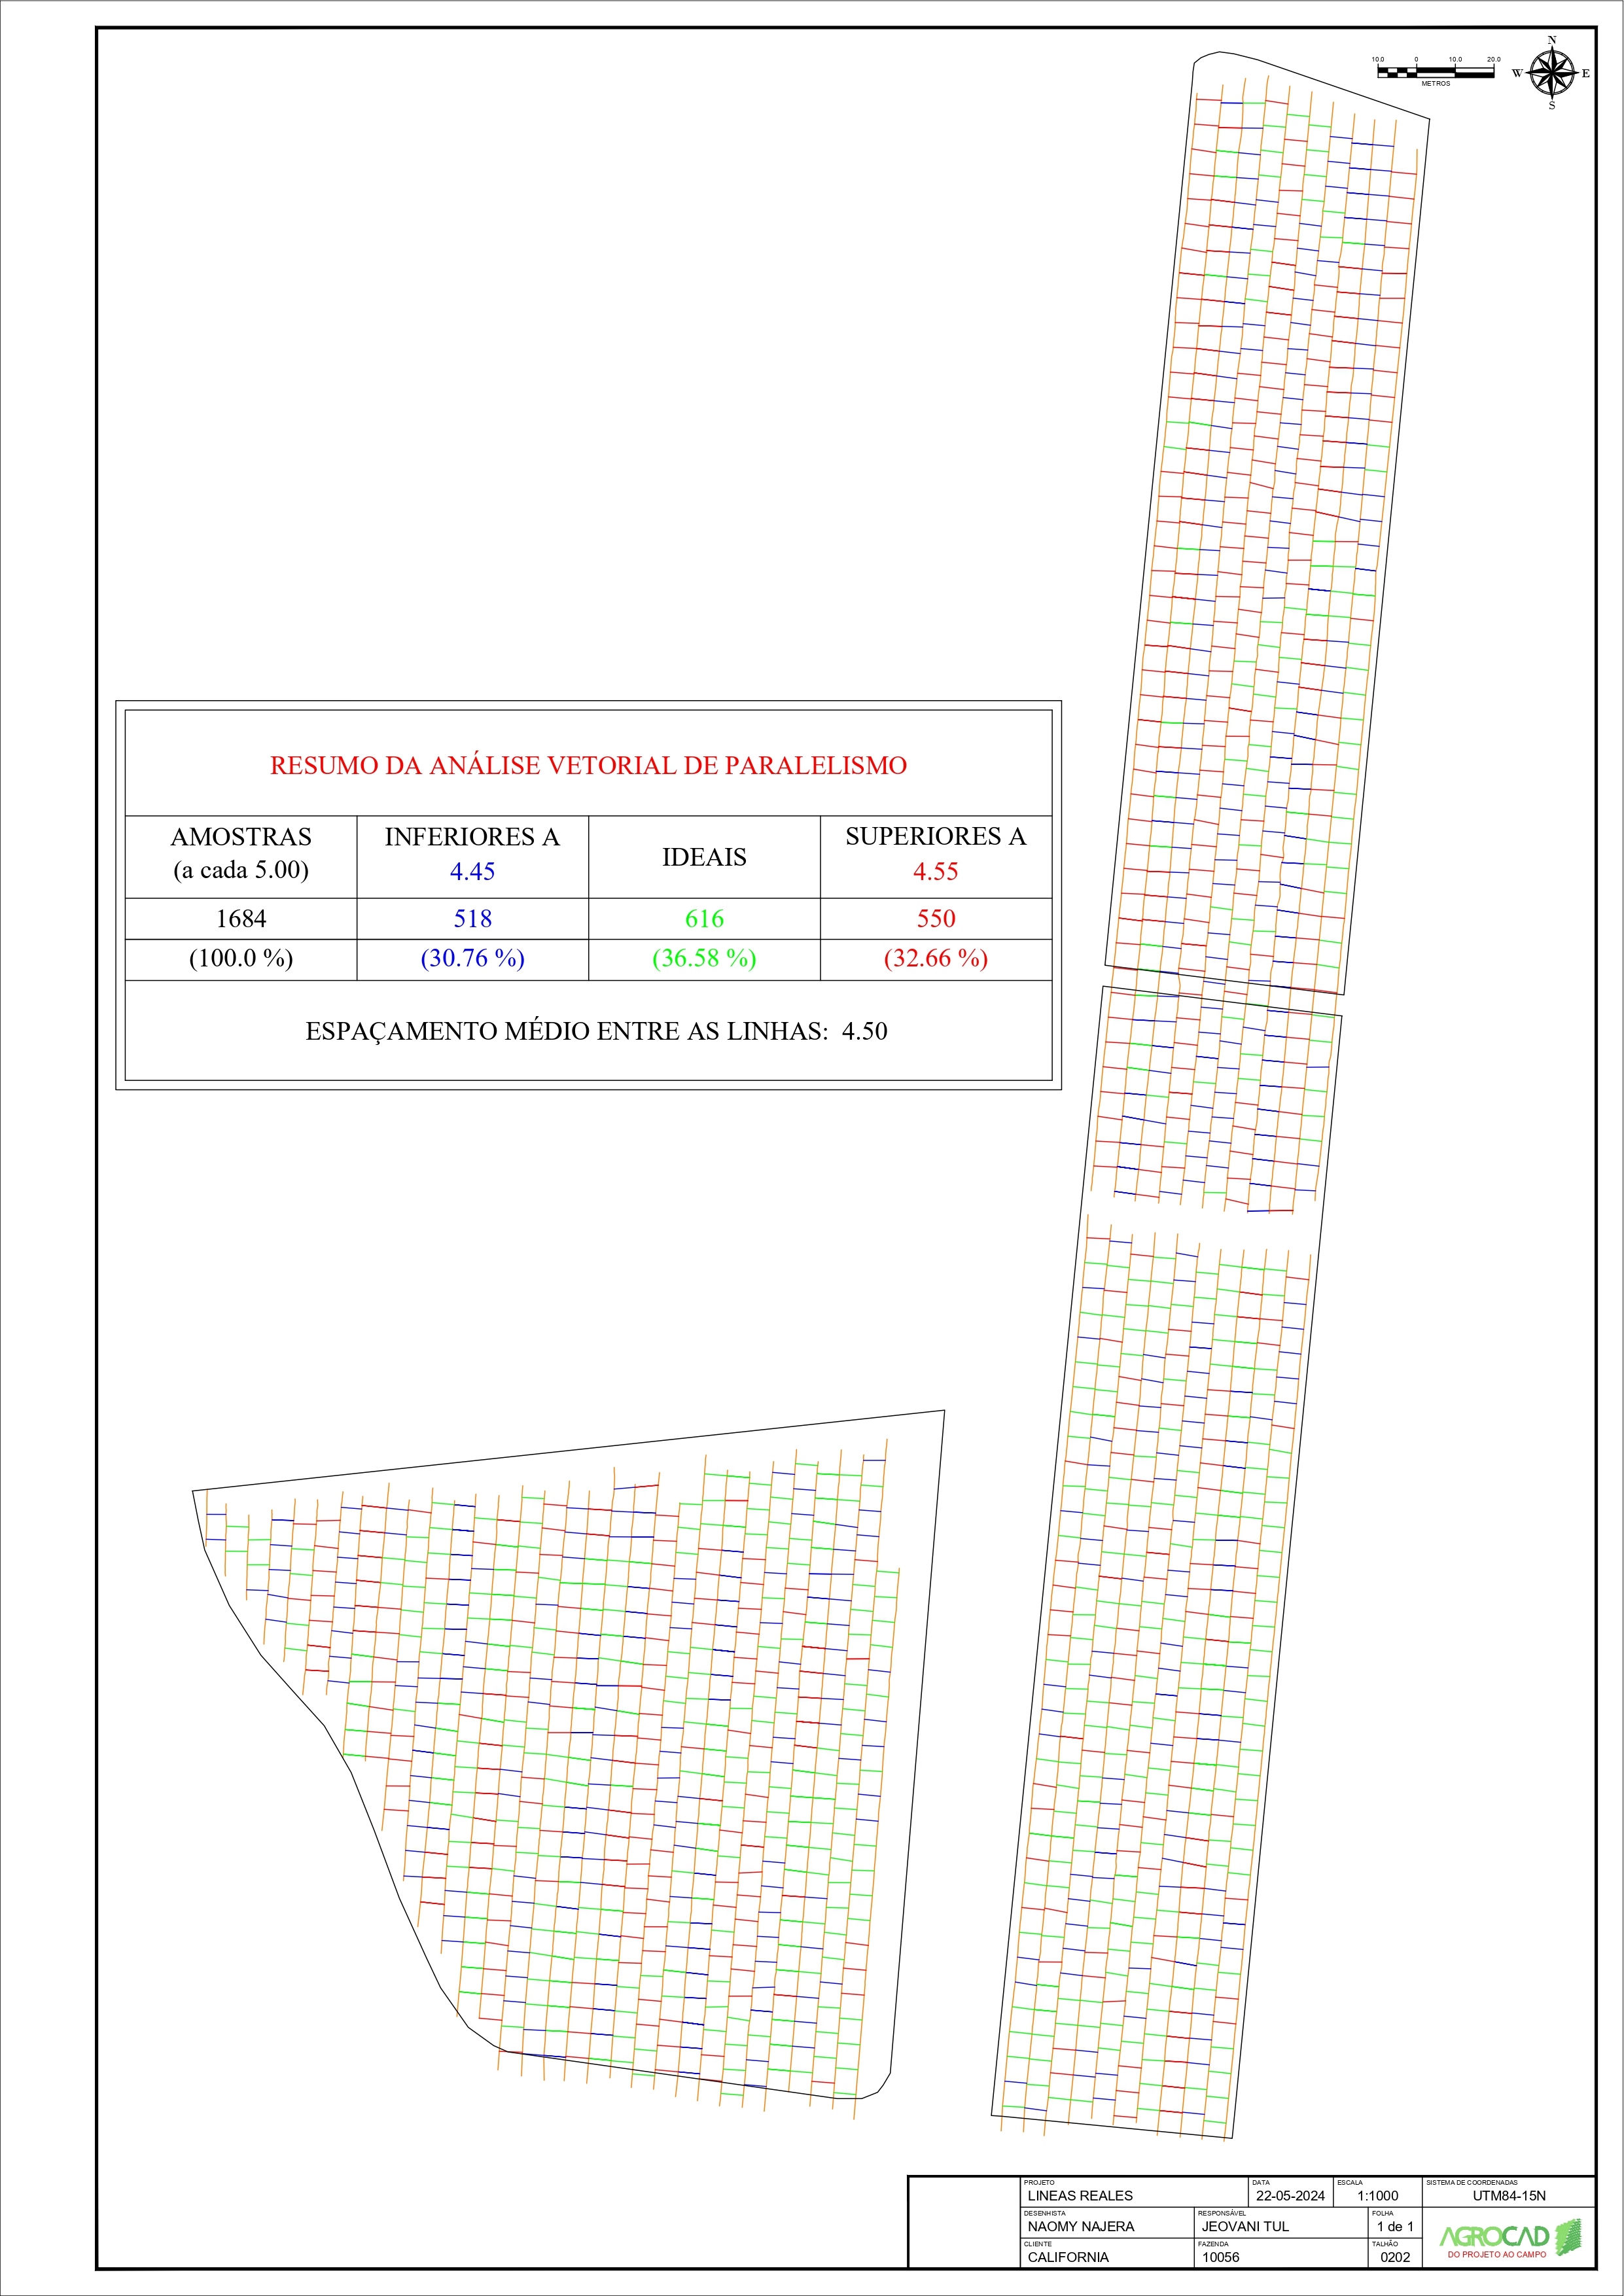 N
W E
S
10.0 0 10.0 20.0
METROS
RESUMO DA ANÁLISE VETORIAL DE PARALELISMO
AMOSTRAS
(a cada 5.00)
INFERIORES A
4.45
IDEAIS
SUPERIORES A
4.55
1684 518 616 550
(100.0 %) (30.76 %) (36.58 %) (32.66 %)
ESPAÇAMENTO MÉDIO ENTRE AS LINHAS: 4.50
PROJETO
LINEAS REALES
DATA
22-05-2024
ESCALA
1:1000
SISTEMA DE COORDENADAS
UTM84-15N
DESENHISTA
NAOMY NAJERA
RESPONSÁVEL
JEOVANI TUL
FOLHA
1 de 1
CLIENTE
CALIFORNIA
FAZENDA
10056
TALHÃO
0202
AGROCAD
DO PROJETO AO CAMPO